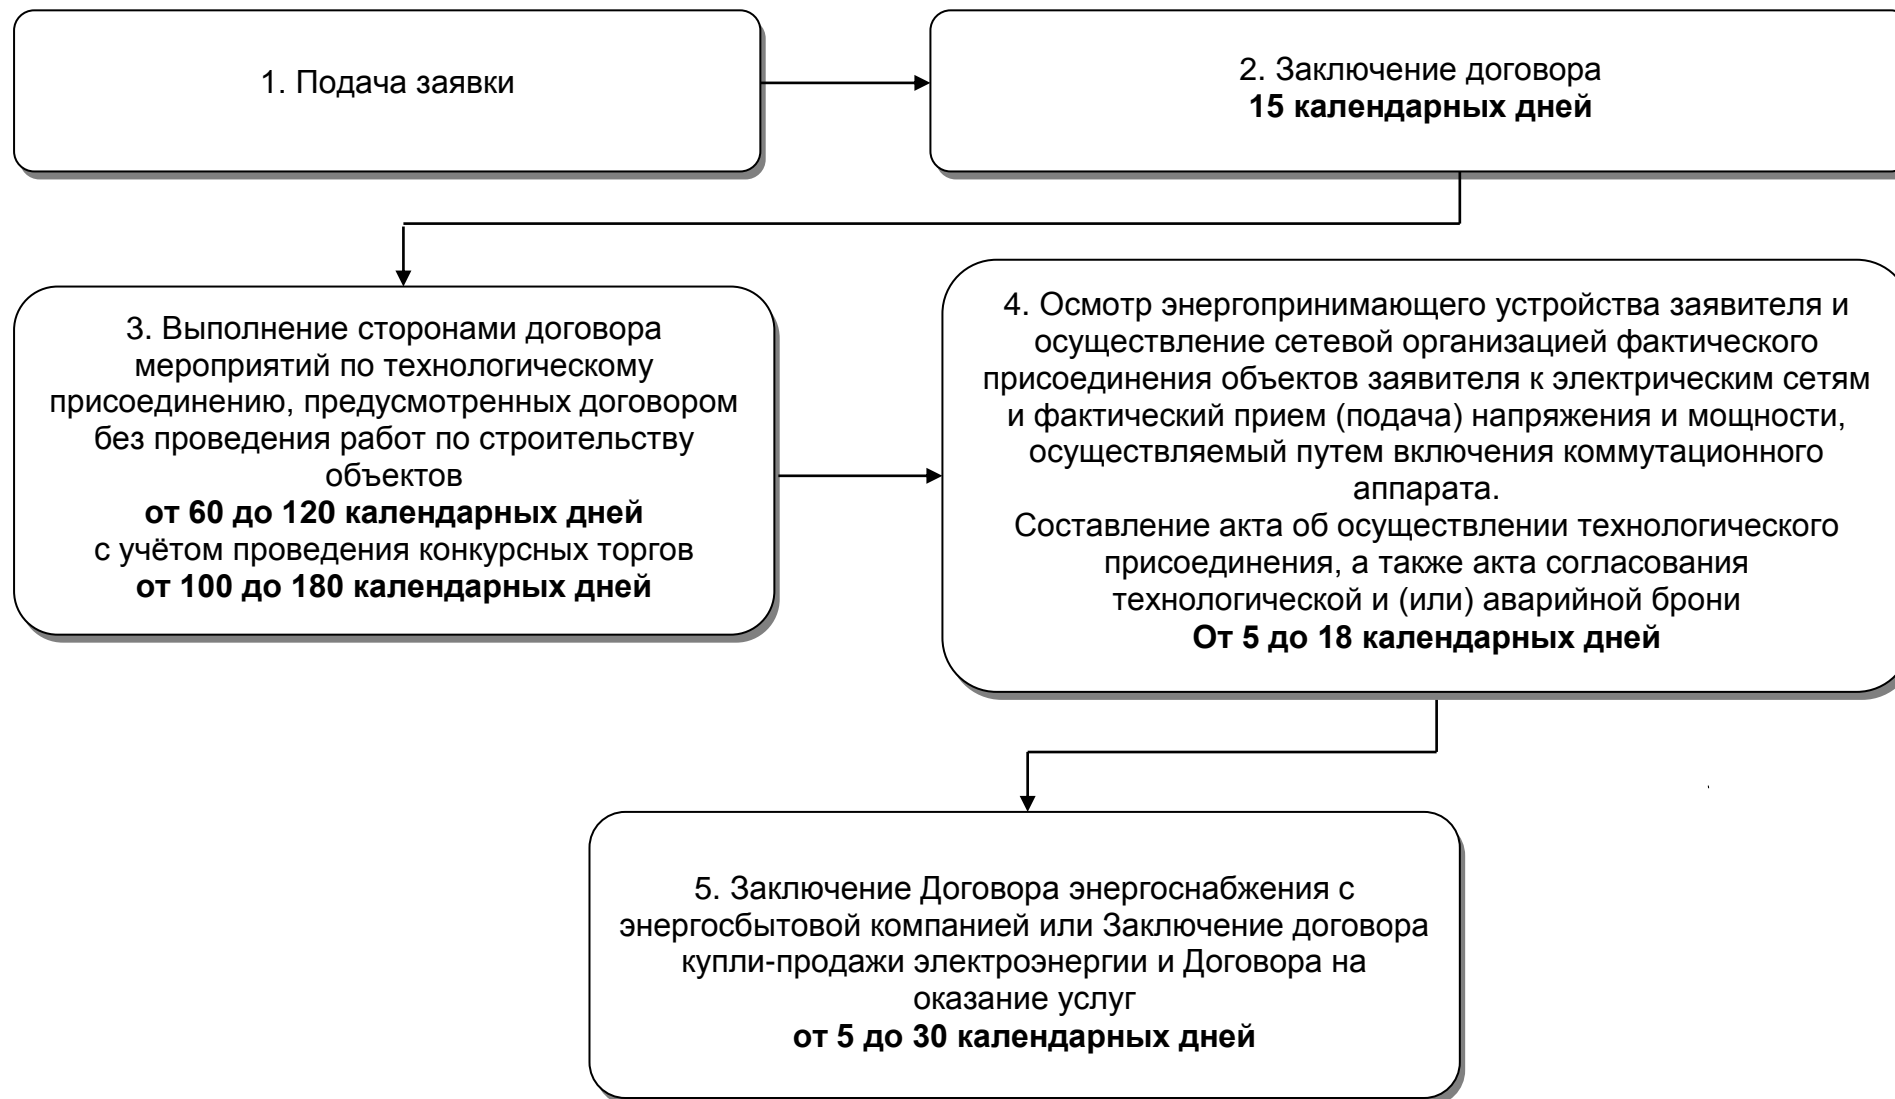 1. Подача заявки
2. Заключение договора
15 календарных дней
3. Выполнение сторонами договора
мероприятий по технологическому
присоединению, предусмотренных договором
без проведения работ по строительству
объектов
от 60 до 120 календарных дней
с учётом проведения конкурсных торгов
от 100 до 180 календарных дней
4. Осмотр энергопринимающего устройства заявителя и
осуществление сетевой организацией фактического
присоединения объектов заявителя к электрическим сетям
и фактический прием (подача) напряжения и мощности,
осуществляемый путем включения коммутационного
аппарата.
Составление акта об осуществлении технологического
присоединения, а также акта согласования
технологической и (или) аварийной брони
От 5 до 18 календарных дней
5. Заключение Договора энергоснабжения с
энергосбытовой компанией или Заключение договора
купли-продажи электроэнергии и Договора на
оказание услуг
от 5 до 30 календарных дней